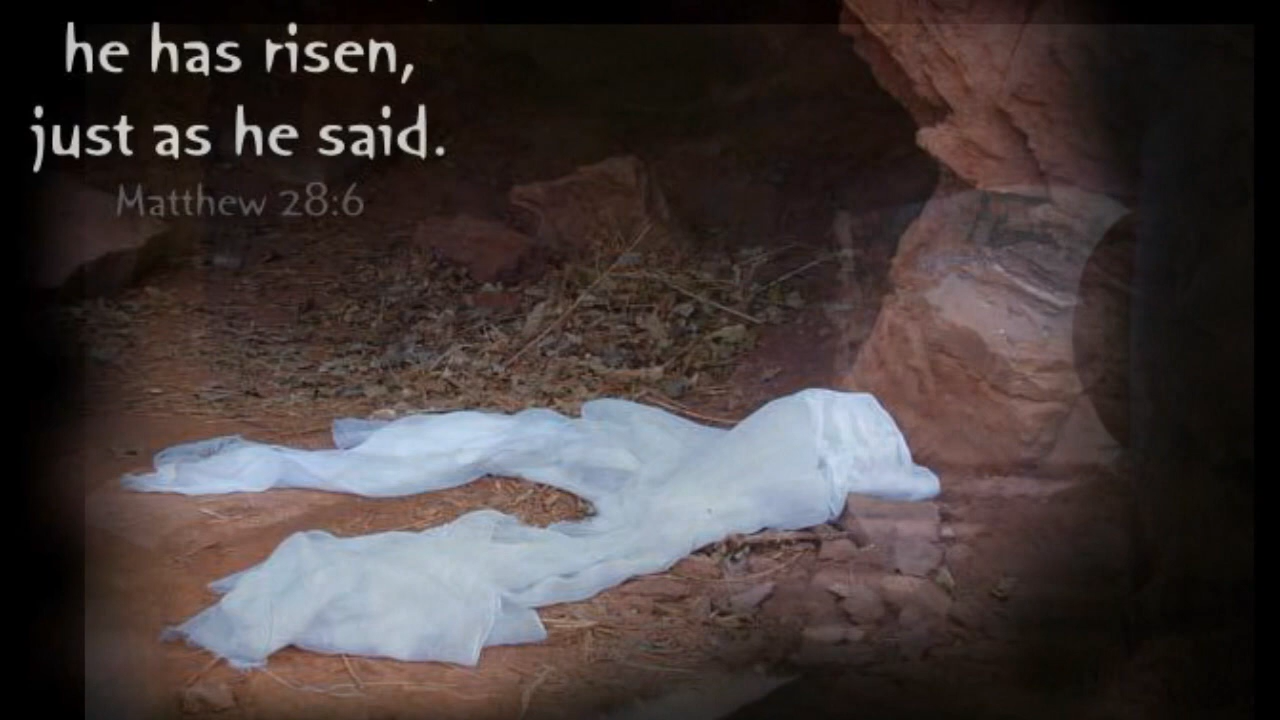 he has risen,
just as he said.
Matthew 28:6